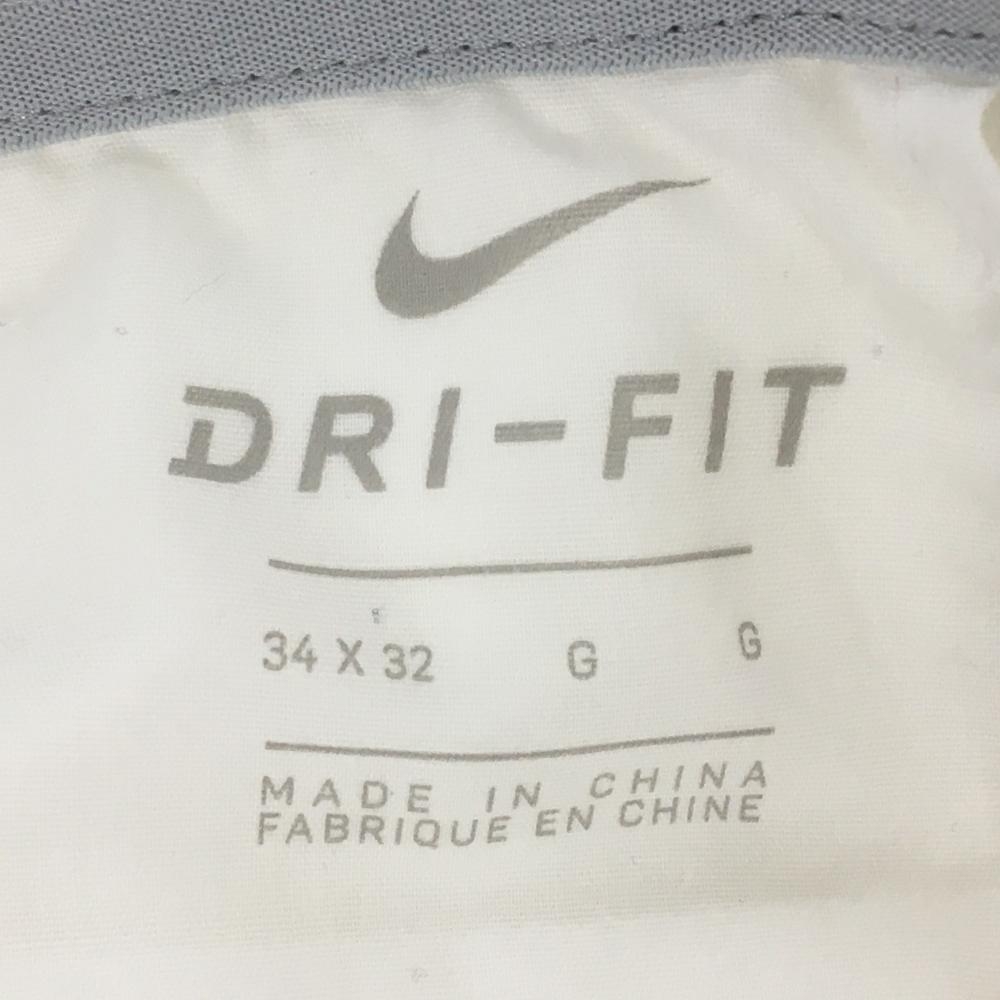 DRI-FIT
34 X 32 G G
MADE IN CHINA
FABRIQUE EN CHINE